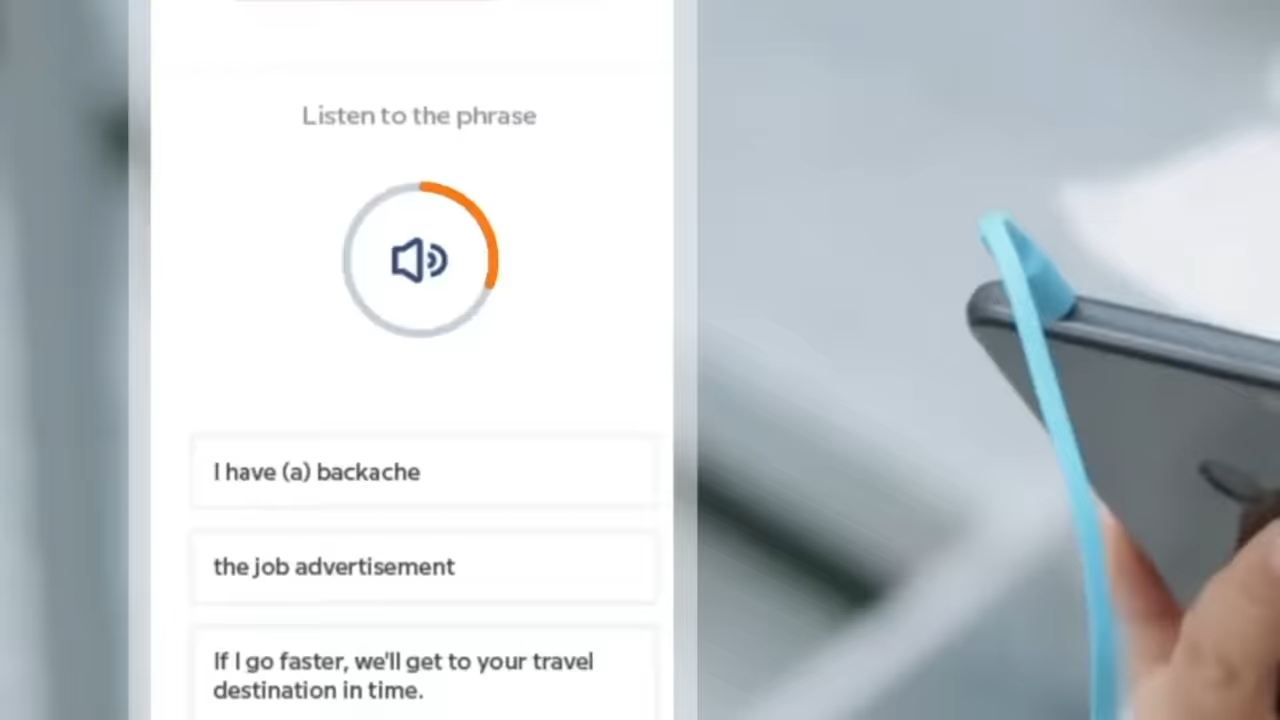 Listen to the phrase
I have (a) backache
the job advertisement
If I go faster, we'll get to your travel
destination in time.